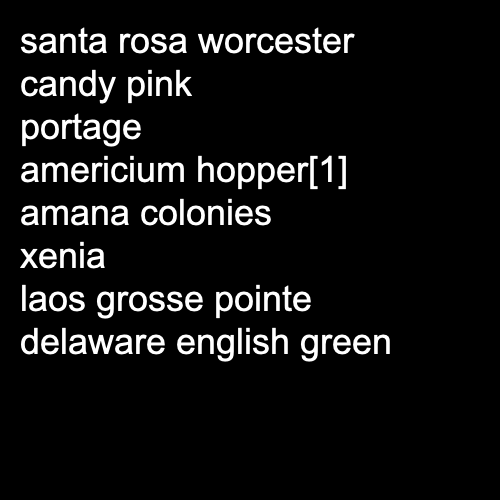 santa rosa worcester
candy pink
portage
americium hopper[1]
amana colonies
xenia
laos grosse pointe
delaware english green